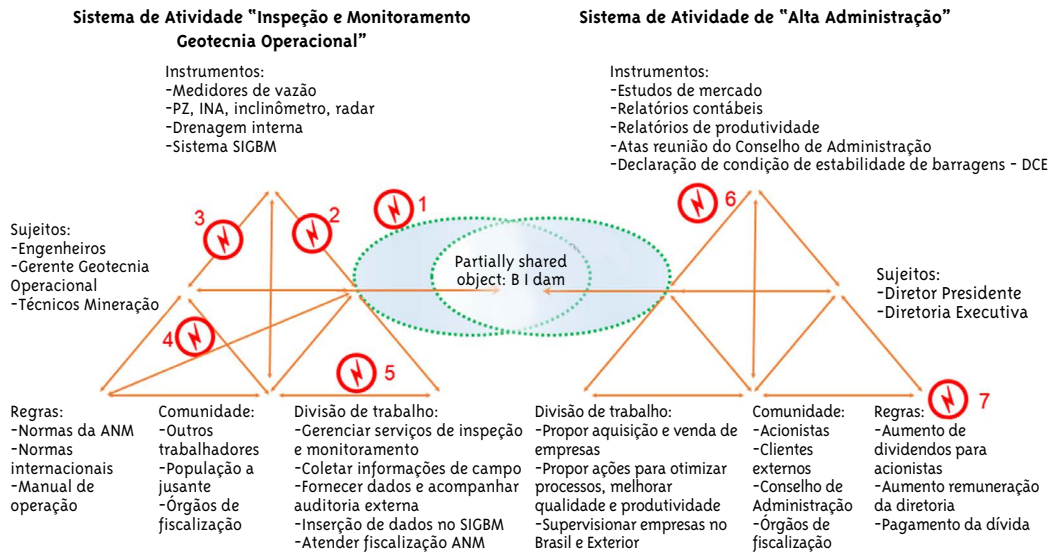 Sistema de Atividade "Inspeção e Monitoramento
Geotecnia Operacional"
Instrumentos:
-Medidores de vazão
-PZ, INA, inclinômetro, radar
-Drenagem interna
-Sistema SIGBM
Sistema de Atividade de "Alta Administração"
Instrumentos:
-Estudos de mercado
-Relatórios contábeis
-Relatórios de produtividade
-Atas reunião do Conselho de Administração
-Declaração de condição de estabilidade de barragens - DCE
3
2
1
6
Sujeitos:
-Engenheiros
-Gerente Geotecnia
Operacional
-Técnicos Mineração
Partially shared
object: B I dam
Sujeitos:
-Diretor Presidente
-Diretoria Executiva
4
5
7
Regras:
-Normas da ANM
-Normas
internacionais
-Manual de
operação
Comunidade:
-Outros
trabalhadores
-População a
jusante
-Órgãos de
fiscalização
Divisão de trabalho:
-Gerenciar serviços de inspeção
e monitoramento
-Coletar informações de campo
-Fornecer dados e acompanhar
auditoria externa
-Inserção de dados no SIGBM
-Atender fiscalização ANM
Divisão de trabalho:
-Propor aquisição e venda de
empresas
-Propor ações para otimizar
processos, melhorar
qualidade e produtividade
-Supervisionar empresas no
Brasil e Exterior
Comunidade:
-Acionistas
-Clientes
externos
-Conselho de
Administração
-Órgãos de
fiscalização
Regras:
-Aumento de
dividendos para
acionistas
-Aumento remuneração
da diretoria
-Pagamento da dívida